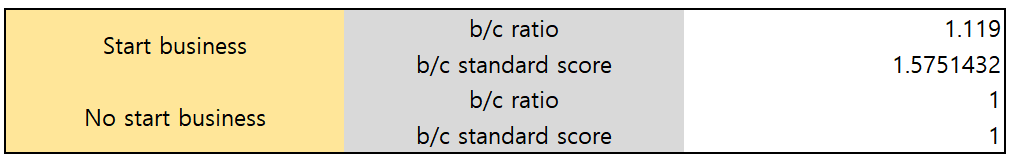 Start business
b/c ratio 1.119
b/c standard score 1.5751432
No start business
b/c ratio 1
b/c standard score 1